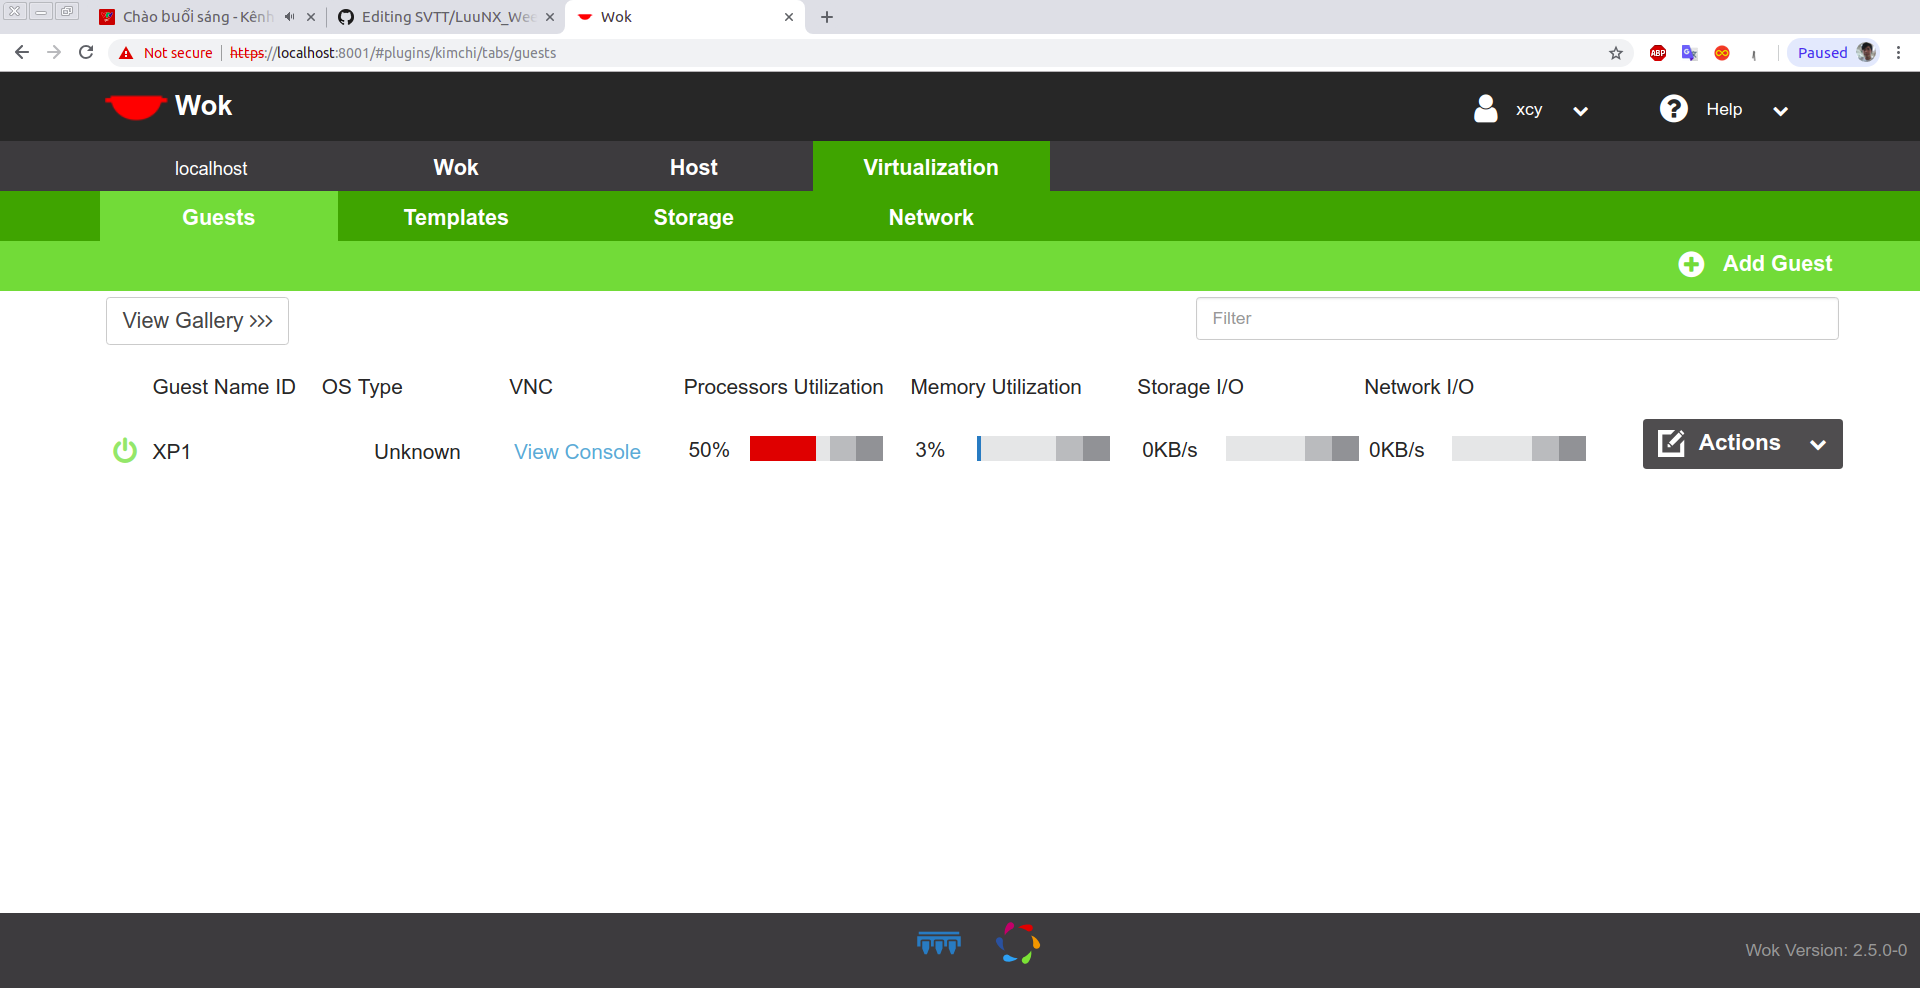 Chào buổi sáng - Kênh
Editing SVTT/LuuNX_Wee
Wok
Not secure https://localhost:8001/#plugins/kimchi/tabs/guests
ABP
Paused
Wok
xcy
Help
localhost
Wok
Host
Virtualization
Guests
Templates
Storage
Network
Add Guest
View Gallery >>>
Filter
Guest Name ID OS Type VNC Processors Utilization Memory Utilization Storage I/O Network I/O
XP1 Unknown View Console 50% 3% 0KB/s 0KB/s Actions
Wok Version: 2.5.0-0